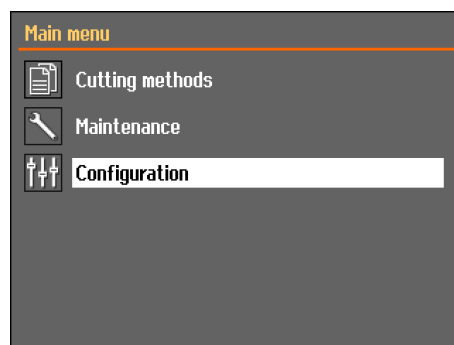 Main menu
Cutting methods
Maintenance
Configuration